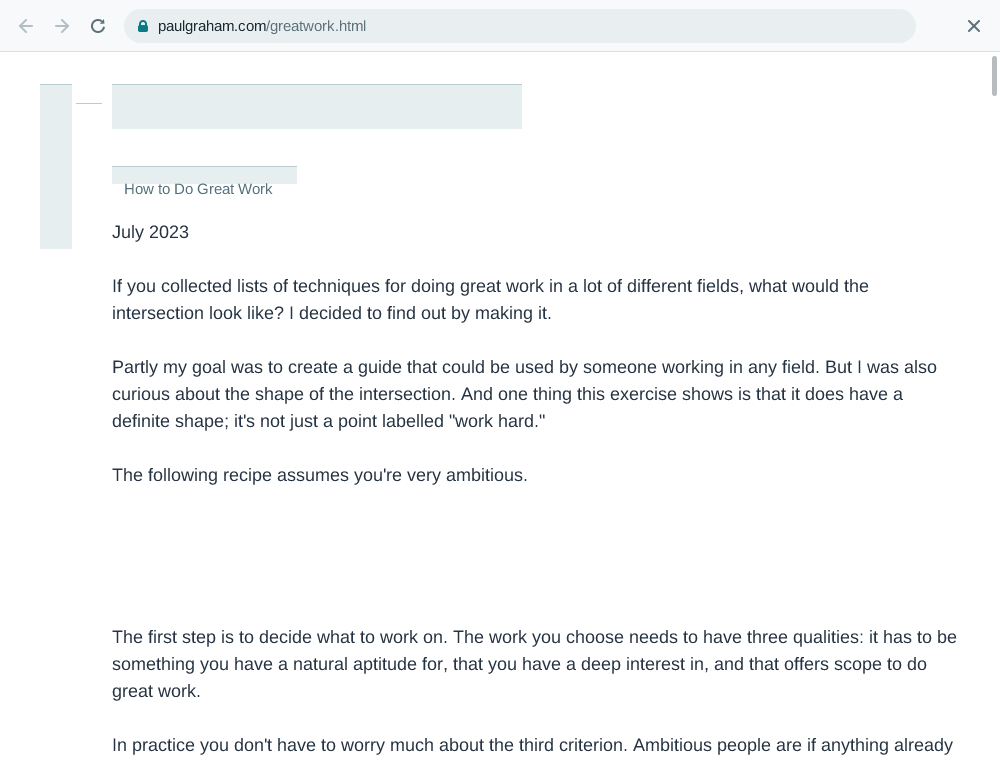 paulgraham.com/greatwork.html
How to Do Great Work
July 2023
If you collected lists of techniques for doing great work in a lot of different fields, what would the
intersection look like? I decided to find out by making it.
Partly my goal was to create a guide that could be used by someone working in any field. But I was also
curious about the shape of the intersection. And one thing this exercise shows is that it does have a
definite shape; it's not just a point labelled "work hard."
The following recipe assumes you're very ambitious.
The first step is to decide what to work on. The work you choose needs to have three qualities: it has to be
something you have a natural aptitude for, that you have a deep interest in, and that offers scope to do
great work.
In practice you don't have to worry much about the third criterion. Ambitious people are if anything already